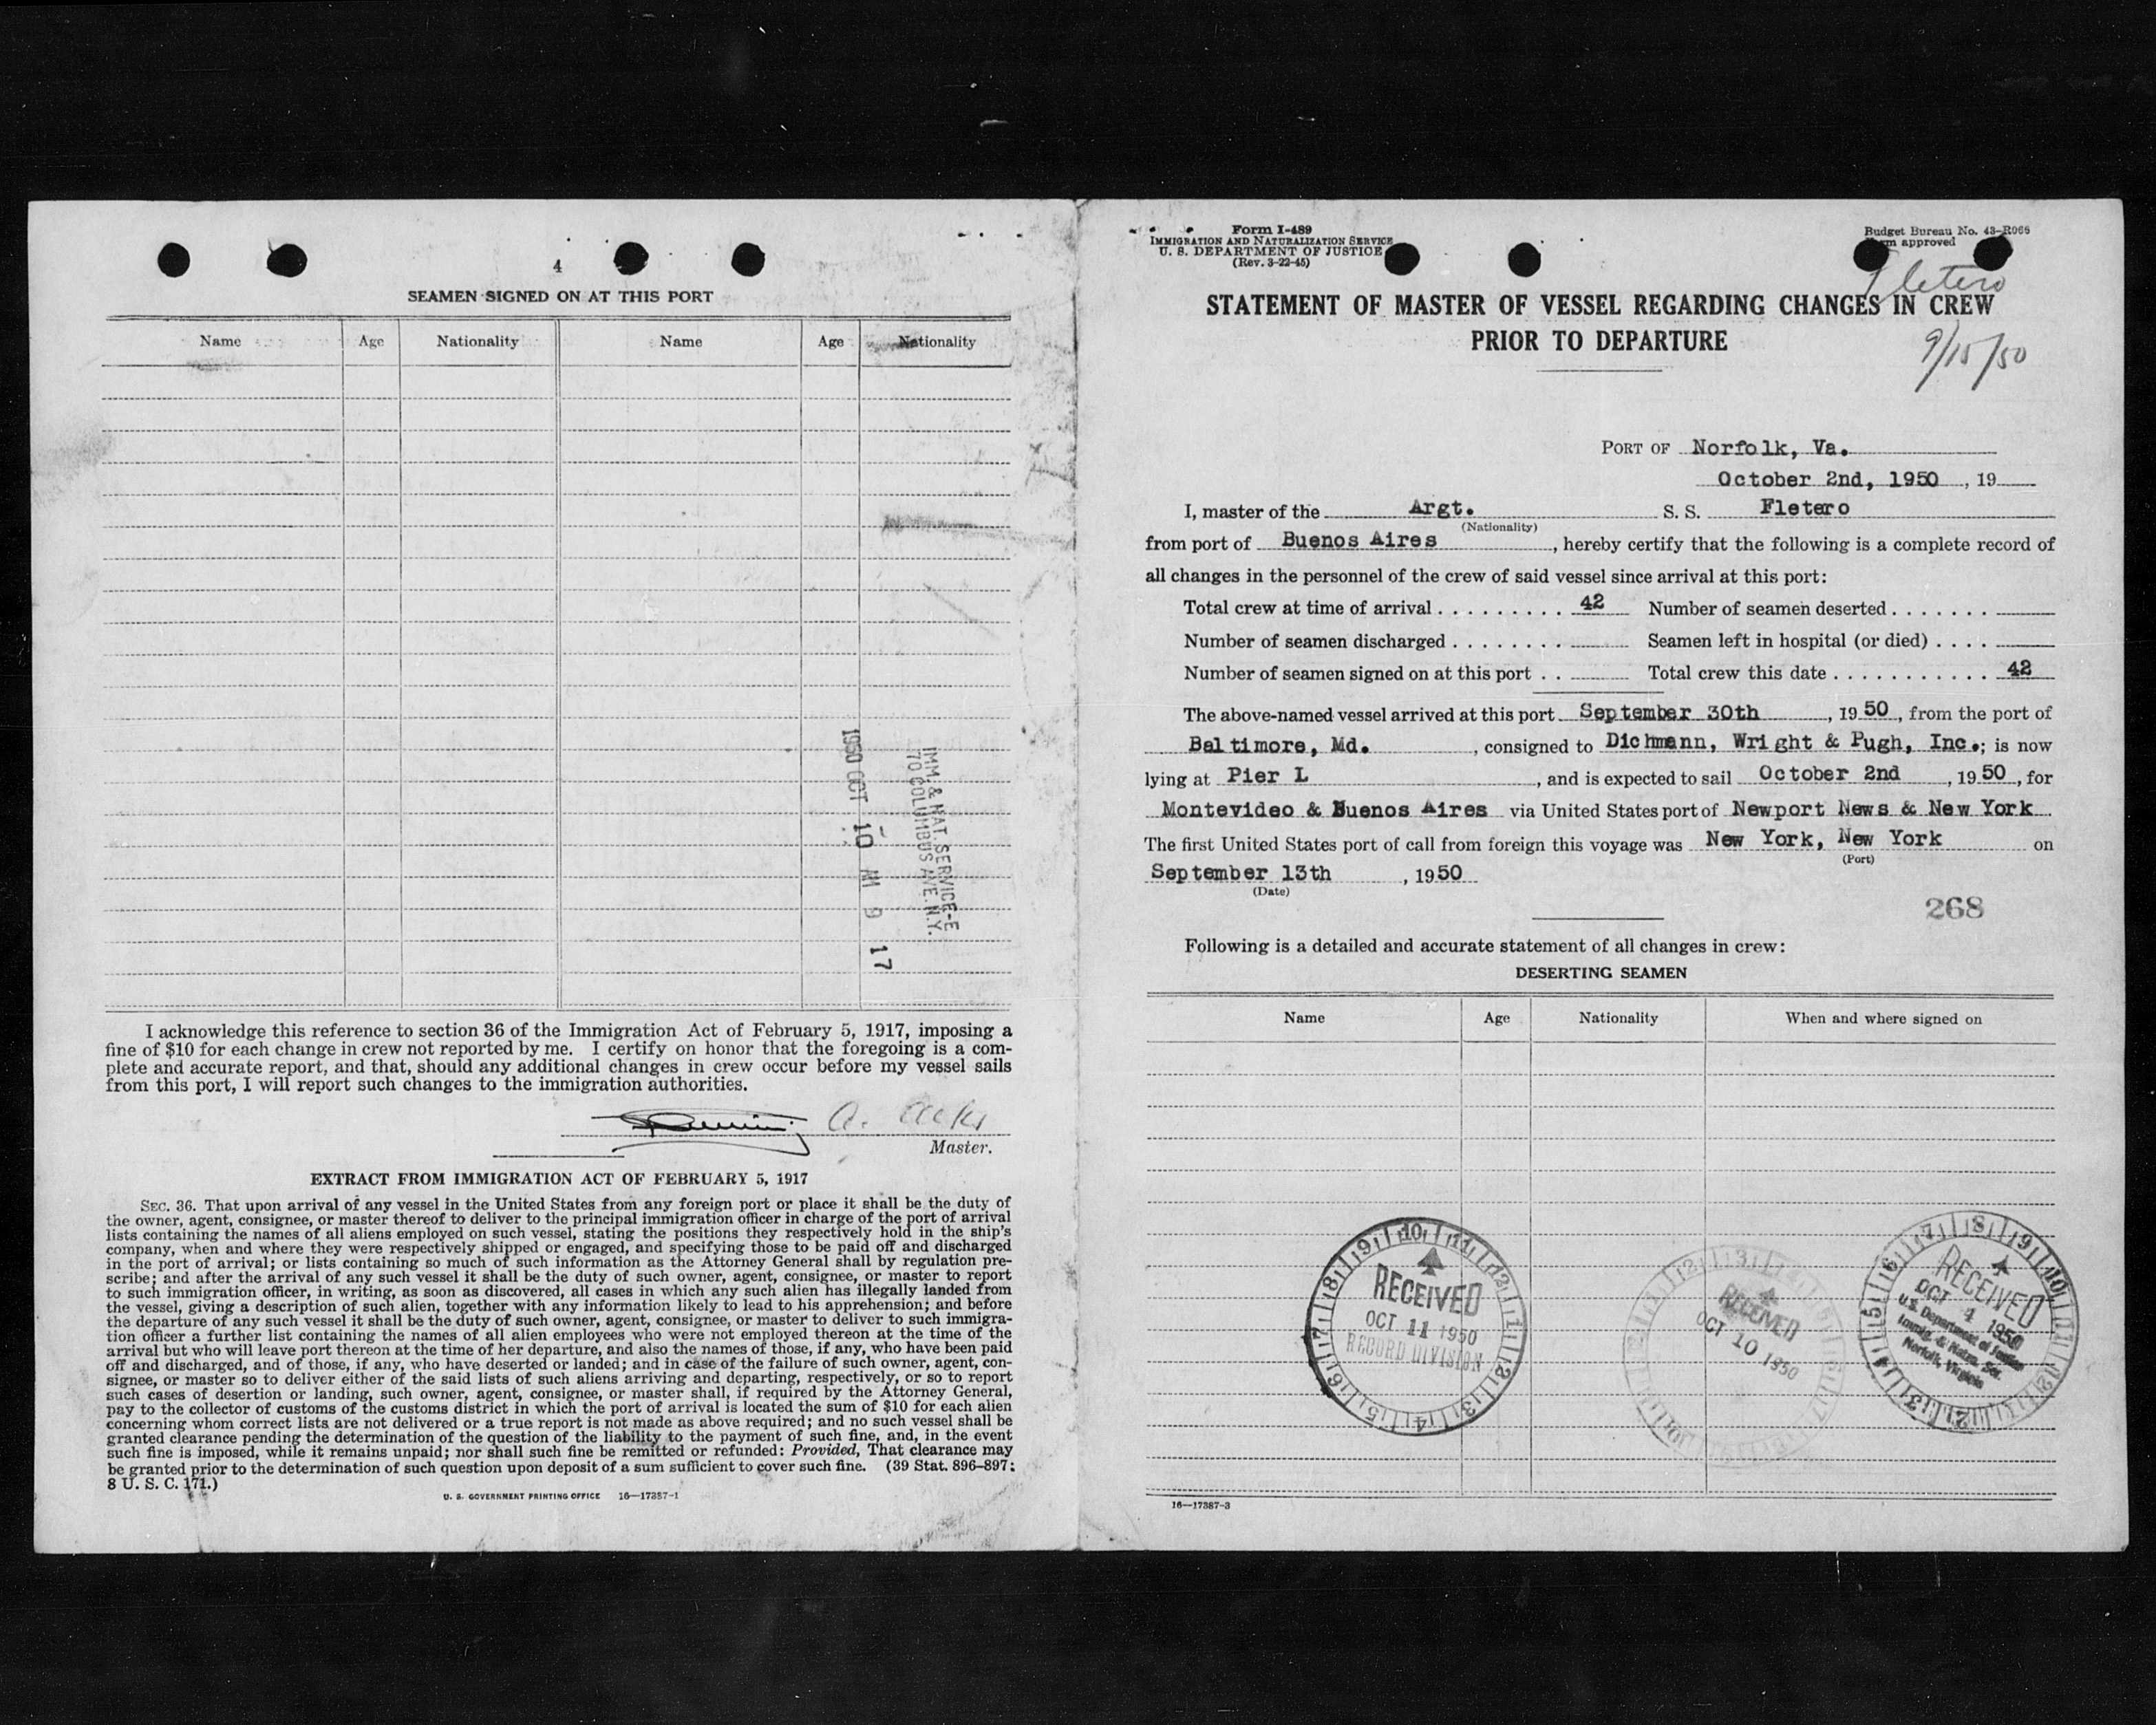 4
SEAMEN SIGNED ON AT THIS PORT
Name Age Nationality Name Age Nationality
1950 OCT 10 AM 9 17
IMM. & NAT. SERVICE-E
70 COLUMBUS AVE. N.Y.
I acknowledge this reference to section 36 of the Immigration Act of February 5, 1917, imposing a
fine of $10 for each change in crew not reported by me. I certify on honor that the foregoing is a com-
plete and accurate report, and that, should any additional changes in crew occur before my vessel sails
from this port, I will report such changes to the immigration authorities.
Master.
EXTRACT FROM IMMIGRATION ACT OF FEBRUARY 5, 1917
SEC. 36. That upon arrival of any vessel in the United States from any foreign port or place it shall be the duty of
the owner, agent, consignee, or master thereof to deliver to the principal immigration officer in charge of the port of arrival
lists containing the names of all aliens employed on such vessel, stating the positions they respectively hold in the ship's
company, when and where they were respectively shipped or engaged, and specifying those to be paid off and discharged
in the port of arrival; or lists containing so much of such information as the Attorney General shall by regulation pre-
scribe; and after the arrival of any such vessel it shall be the duty of such owner, agent, consignee, or master to report
to such immigration officer, in writing, as soon as discovered, all cases in which any such alien has illegally landed from
the vessel, giving a description of such alien, together with any information likely to lead to his apprehension; and before
the departure of any such vessel it shall be the duty of such owner, agent, consignee, or master to deliver to such immigra-
tion officer a further list containing the names of all alien employees who were not employed thereon at the time of the
arrival but who will leave port thereon at the time of her departure, and also the names of those, if any, who have been paid
off and discharged, and of those, if any, who have deserted or landed; and in case of the failure of such owner, agent, con-
signee, or master so to deliver either of the said lists of such aliens arriving and departing, respectively, or so to report
such cases of desertion or landing, such owner, agent, consignee, or master shall, if required by the Attorney General,
pay to the collector of customs of the customs district in which the port of arrival is located the sum of $10 for each alien
concerning whom correct lists are not delivered or a true report is not made as above required; and no such vessel shall be
granted clearance pending the determination of the question of the liability to the payment of such fine, and, in the event
such fine is imposed, while it remains unpaid; nor shall such fine be remitted or refunded: Provided, That clearance may
be granted prior to the determination of such question upon deposit of a sum sufficient to cover such fine. (39 Stat. 896-897;
8 U. S. C. 171.)
U. S. GOVERNMENT PRINTING OFFICE 16—17387-1
Form I-489
IMMIGRATION AND NATURALIZATION SERVICE
U. S. DEPARTMENT OF JUSTICE
(Rev. 3-22-45)
Budget Bureau No. 43-R066
approved
Fletero
STATEMENT OF MASTER OF VESSEL REGARDING CHANGES IN CREW
PRIOR TO DEPARTURE
9/15/50
PORT OF Norfolk, Va.
October 2nd, 1950, 19
I, master of the Argt. S. S. Fletero
(Nationality)
from port of Buenos Aires, hereby certify that the following is a complete record of
all changes in the personnel of the crew of said vessel since arrival at this port:
Total crew at time of arrival . . . . . . . . . 42 Number of seamen deserted . . . . . . .
Number of seamen discharged . . . . . . . . Seamen left in hospital (or died) . . . .
Number of seamen signed on at this port . . Total crew this date . . . . . . . . . . . 42
The above-named vessel arrived at this port September 30th, 19 50, from the port of
Baltimore, Md., consigned to Dichmann, Wright & Pugh, Inc.; is now
lying at Pier L, and is expected to sail October 2nd, 19 50, for
Montevideo & Buenos Aires via United States port of Newport News & New York
The first United States port of call from foreign this voyage was New York, New York on
(Port)
September 13th, 1950
(Date)
268
Following is a detailed and accurate statement of all changes in crew:
DESERTING SEAMEN
Name Age Nationality When and where signed on
RECEIVED
OCT 11 1950
RECORD DIVISION
RECEIVED
OCT 10 1950
RECEIVED
OCT 4 1950
U.S. Department of Justice
Immig. & Natzn. Ser.
Norfolk, Virginia
16—17387-3